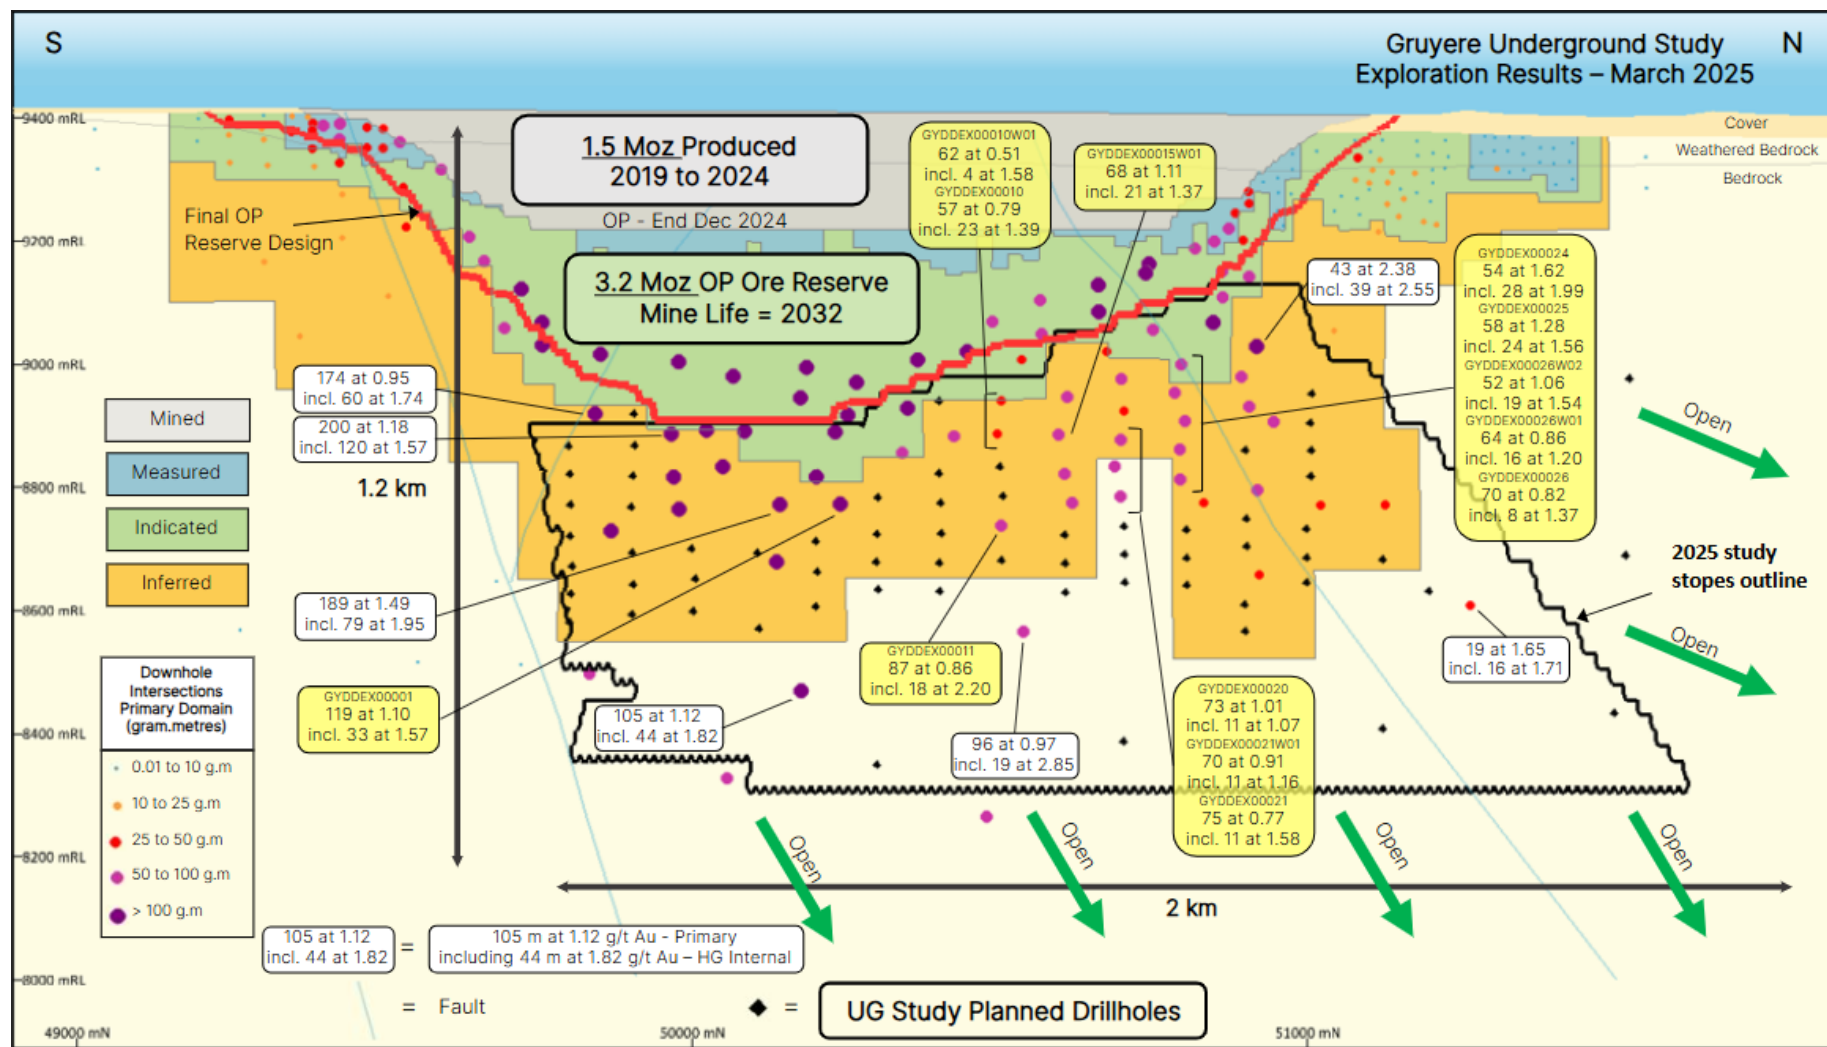 S
Gruyere Underground Study
Exploration Results – March 2025
N
9400 mRL
9200 mRL
9000 mRL
8800 mRL
8600 mRL
8400 mRL
8200 mRL
8000 mRL
49000 mN
50000 mN
51000 mN
Cover
Weathered Bedrock
Bedrock
1.5 Moz Produced
2019 to 2024
OP - End Dec 2024
3.2 Moz OP Ore Reserve
Mine Life = 2032
Final OP
Reserve Design
GYDDEX00010W01
62 at 0.51
incl. 4 at 1.58
GYDDEX00010
57 at 0.79
incl. 23 at 1.39
GYDDEX00015W01
68 at 1.11
incl. 21 at 1.37
43 at 2.38
incl. 39 at 2.55
GYDDEX00024
54 at 1.62
incl. 28 at 1.99
GYDDEX00025
58 at 1.28
incl. 24 at 1.56
GYDDEX00026W02
52 at 1.06
incl. 19 at 1.54
GYDDEX00026W01
64 at 0.86
incl. 16 at 1.20
GYDDEX00026
70 at 0.82
incl. 8 at 1.37
174 at 0.95
incl. 60 at 1.74
200 at 1.18
incl. 120 at 1.57
1.2 km
189 at 1.49
incl. 79 at 1.95
GYDDEX00001
119 at 1.10
incl. 33 at 1.57
105 at 1.12
incl. 44 at 1.82
GYDDEX00011
87 at 0.86
incl. 18 at 2.20
96 at 0.97
incl. 19 at 2.85
GYDDEX00020
73 at 1.01
incl. 11 at 1.07
GYDDEX00021W01
70 at 0.91
incl. 11 at 1.16
GYDDEX00021
75 at 0.77
incl. 11 at 1.58
19 at 1.65
incl. 16 at 1.71
2025 study
stopes outline
Open
Open
Open
Open
Open
Open
2 km
Mined
Measured
Indicated
Inferred
Downhole
Intersections
Primary Domain
(gram.metres)
0.01 to 10 g.m
10 to 25 g.m
25 to 50 g.m
50 to 100 g.m
> 100 g.m
105 at 1.12
incl. 44 at 1.82
=
105 m at 1.12 g/t Au - Primary
including 44 m at 1.82 g/t Au – HG Internal
= Fault
= UG Study Planned Drillholes